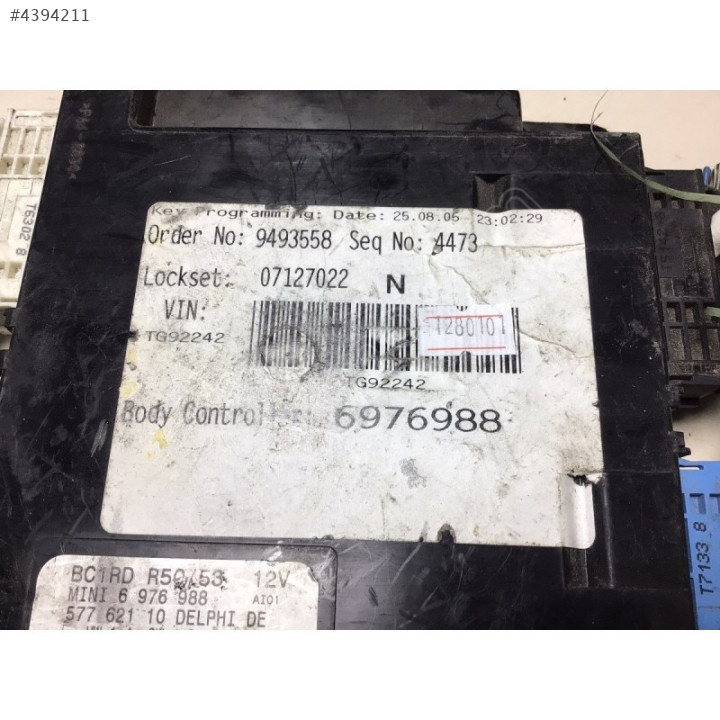 #4394211
T6302 8
Key Programming: Date: 25.08.05 23:02:29
Order No: 9493558 Seq No: 4473
Lockset: 07127022 N
VIN:
TG92242
1280101
TG92242
Body Controller: 6976988
T7133 8
BC1RD R50/53 12V
MINI 6 976 988 AI01
577 621 10 DELPHI DE